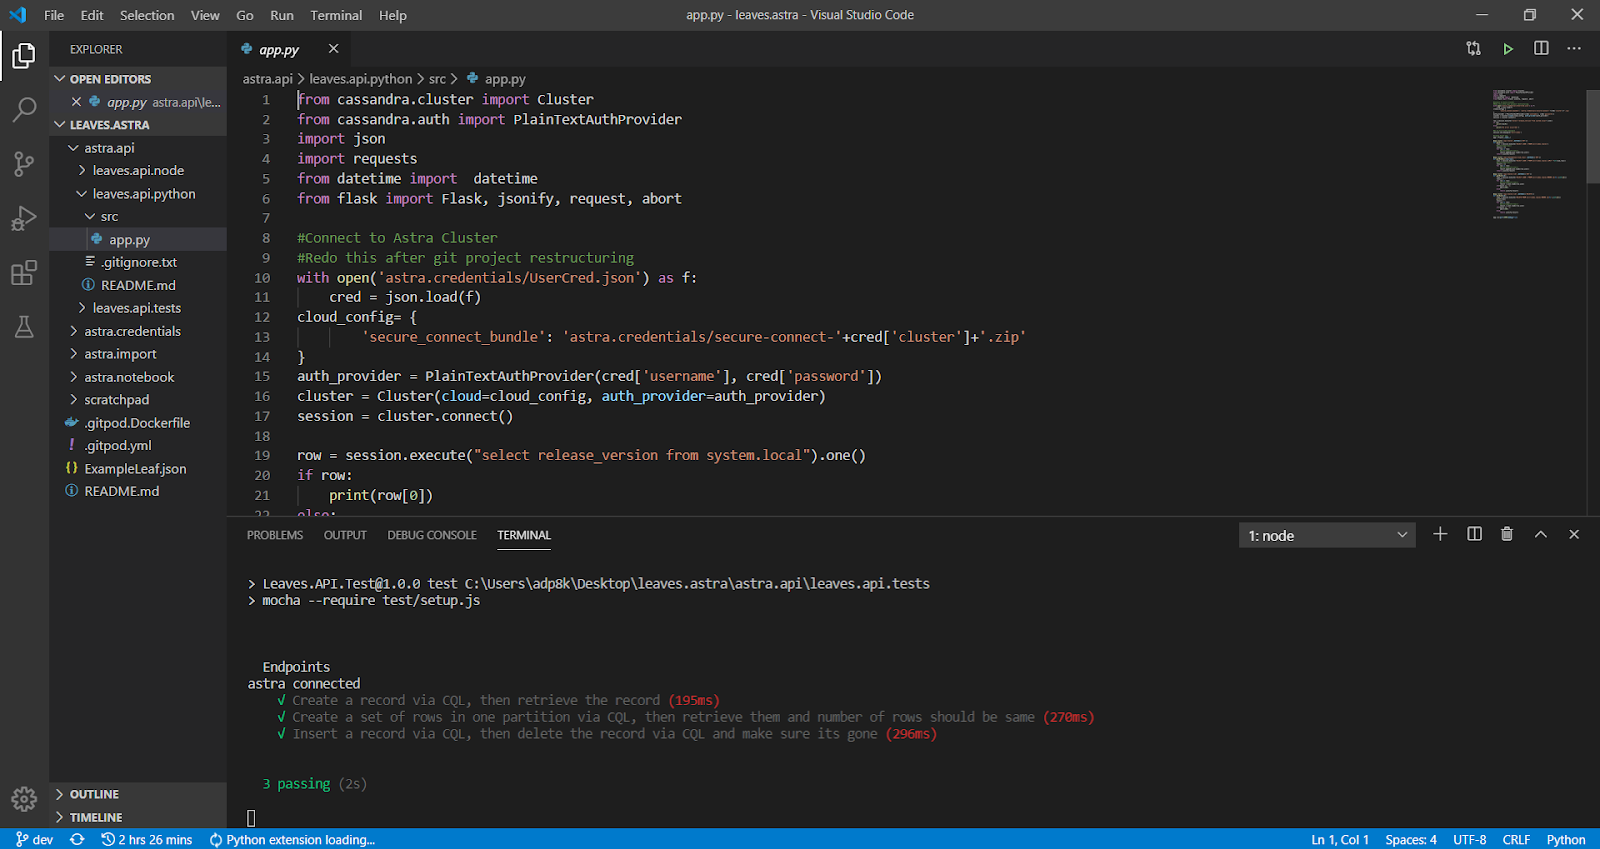 File Edit Selection View Go Run Terminal Help
app.py - leaves.astra - Visual Studio Code
EXPLORER
OPEN EDITORS
app.py astra.api\le...
LEAVES.ASTRA
astra.api
leaves.api.node
leaves.api.python
src
app.py
.gitignore.txt
README.md
leaves.api.tests
astra.credentials
astra.import
astra.notebook
scratchpad
.gitpod.Dockerfile
.gitpod.yml
ExampleLeaf.json
README.md
OUTLINE
TIMELINE
app.py
astra.api > leaves.api.python > src > app.py
1 from cassandra.cluster import Cluster
2 from cassandra.auth import PlainTextAuthProvider
3 import json
4 import requests
5 from datetime import  datetime
6 from flask import Flask, jsonify, request, abort
7
8 #Connect to Astra Cluster
9 #Redo this after git project restructuring
10 with open('astra.credentials/UserCred.json') as f:
11     cred = json.load(f)
12 cloud_config= {
13         'secure_connect_bundle': 'astra.credentials/secure-connect-'+cred['cluster']+'.zip'
14 }
15 auth_provider = PlainTextAuthProvider(cred['username'], cred['password'])
16 cluster = Cluster(cloud=cloud_config, auth_provider=auth_provider)
17 session = cluster.connect()
18
19 row = session.execute("select release_version from system.local").one()
20 if row:
21     print(row[0])
22 else:
PROBLEMS OUTPUT DEBUG CONSOLE TERMINAL
1: node
> Leaves.API.Test@1.0.0 test C:\Users\adp8k\Desktop\leaves.astra\astra.api\leaves.api.tests
> mocha --require test/setup.js
Endpoints
astra connected
√ Create a record via CQL, then retrieve the record (195ms)
√ Create a set of rows in one partition via CQL, then retrieve them and number of rows should be same (270ms)
√ Insert a record via CQL, then delete the record via CQL and make sure its gone (296ms)
3 passing (2s)
dev 2 hrs 26 mins Python extension loading... Ln 1, Col 1 Spaces: 4 UTF-8 CRLF Python